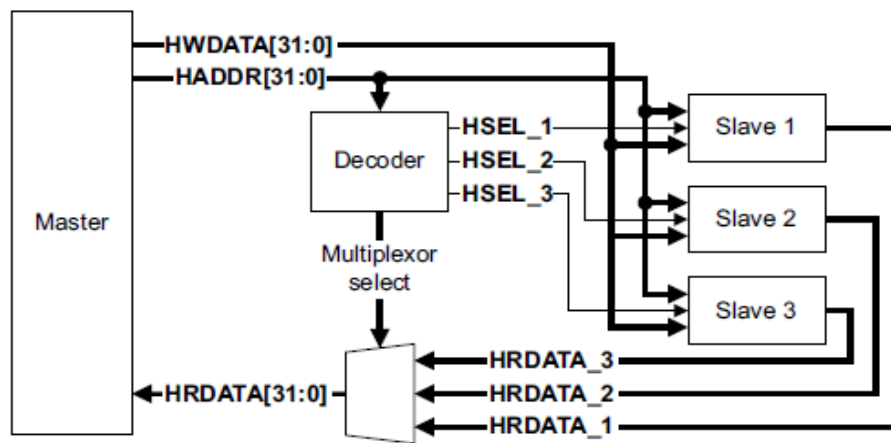 HWDATA[31:0]
HADDR[31:0]
Master
Decoder
HSEL_1
HSEL_2
HSEL_3
Slave 1
Slave 2
Slave 3
Multiplexor
select
HRDATA_3
HRDATA[31:0]
HRDATA_2
HRDATA_1